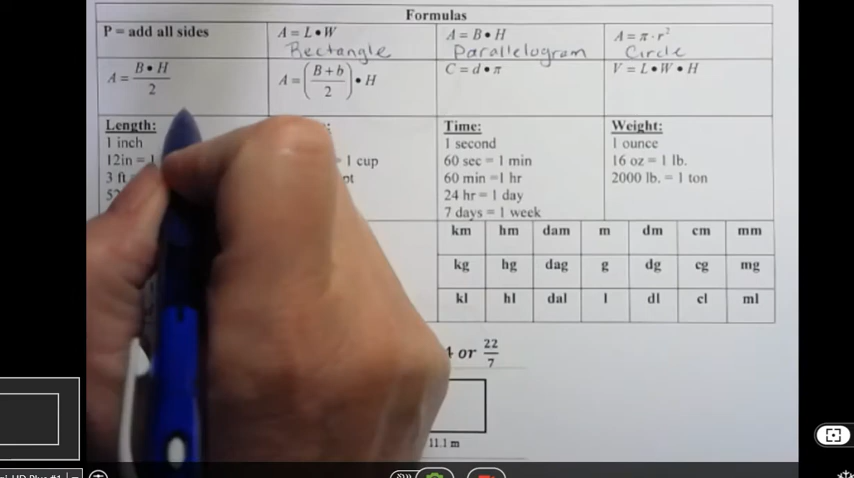 Formulas
P = add all sides
A = L•W
Rectangle
A = B•H
Parallelogram
A = π·r²
Circle
A = B•H / 2
A = (B+b / 2) • H
C = d•π
V = L•W•H
Length:
1 inch
12in = 1
3 ft
:
= 1 cup
pt
Time:
1 second
60 sec = 1 min
60 min =1 hr
24 hr = 1 day
7 days = 1 week
Weight:
1 ounce
16 oz = 1 lb.
2000 lb. = 1 ton
km hm dam m dm cm mm
kg hg dag g dg cg mg
kl hl dal l dl cl ml
or 22/7
11.1 m